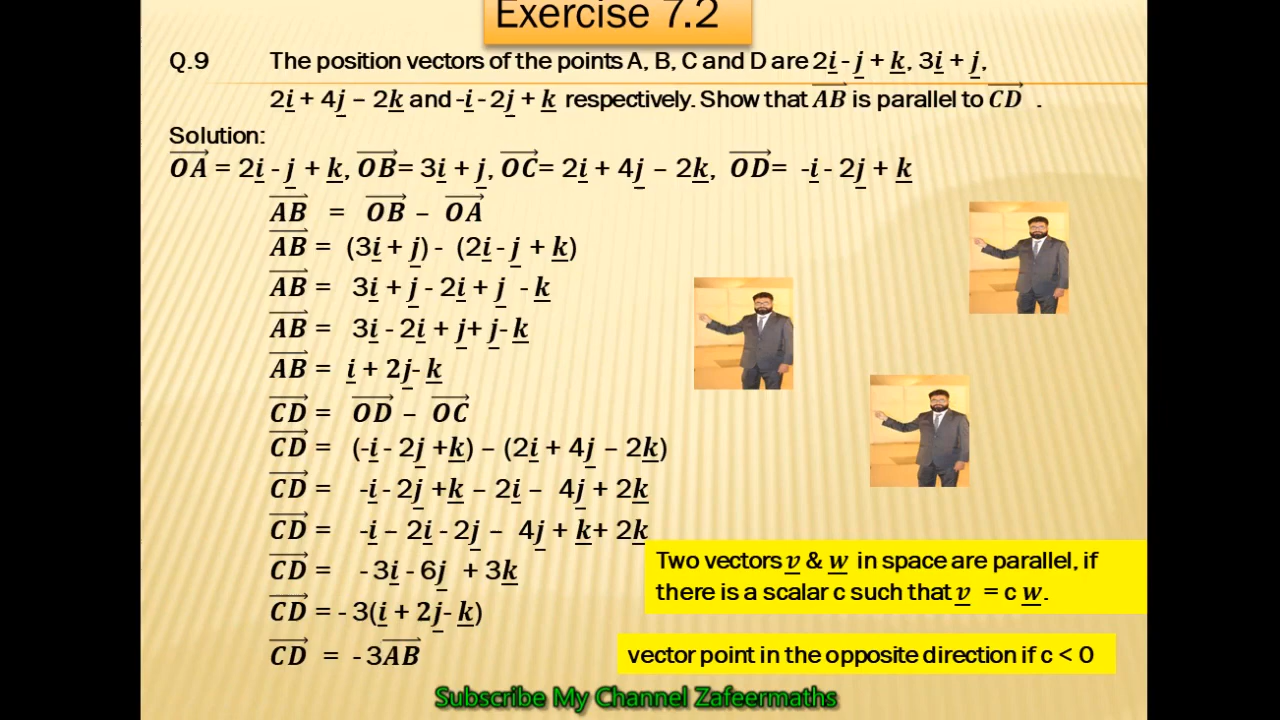 Exercise 7.2
Q.9 The position vectors of the points A, B, C and D are 2i - j + k, 3i + j,
2i + 4j – 2k and -i - 2j + k respectively. Show that AB is parallel to CD .
Solution:
OA = 2i - j + k, OB= 3i + j, OC= 2i + 4j – 2k, OD= -i - 2j + k
AB = OB – OA
AB = (3i + j) - (2i - j + k)
AB = 3i + j - 2i + j - k
AB = 3i - 2i + j+ j- k
AB = i + 2j- k
CD = OD – OC
CD = (-i - 2j +k) – (2i + 4j – 2k)
CD = -i - 2j +k – 2i – 4j + 2k
CD = -i – 2i - 2j – 4j + k+ 2k
CD = - 3i - 6j + 3k
CD = - 3(i + 2j- k)
CD = - 3AB
Two vectors v & w in space are parallel, if
there is a scalar c such that v = c w.
vector point in the opposite direction if c < 0
Subscribe My Channel Zafeermaths